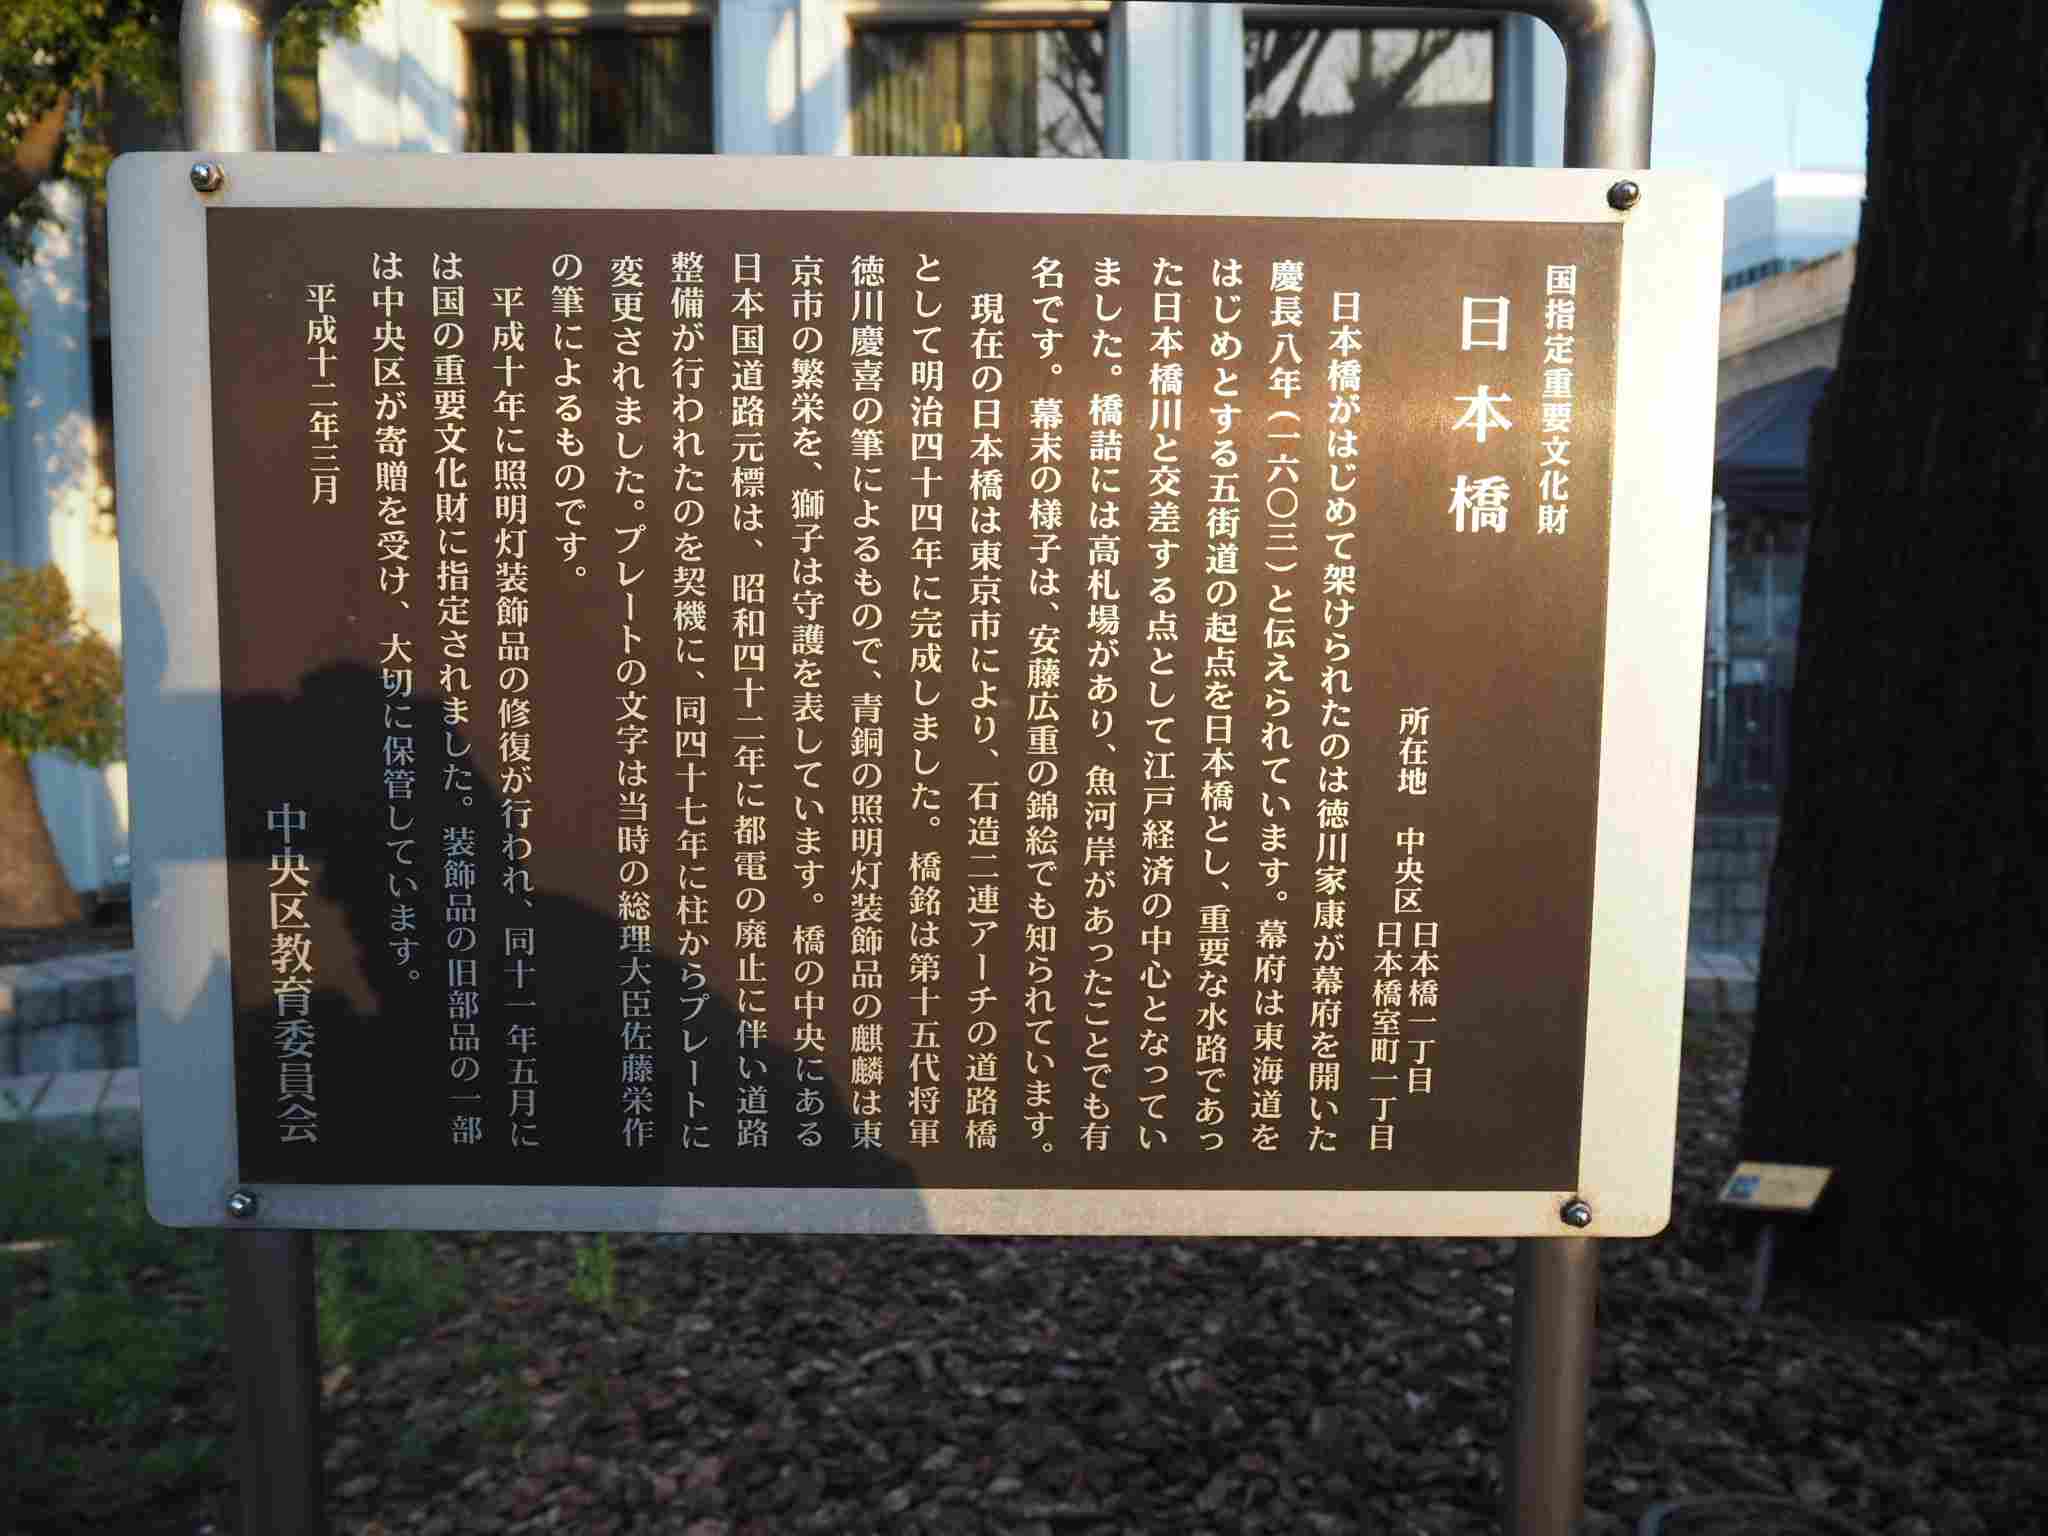 国指定重要文化財
日本橋
所在地　中央区日本橋一丁目
日本橋室町一丁目
日本橋がはじめて架けられたのは徳川家康が幕府を開いた
慶長八年（一六〇三）と伝えられています。幕府は東海道を
はじめとする五街道の起点を日本橋とし、重要な水路であっ
た日本橋川と交差する点として江戸経済の中心となってい
ました。橋詰には高札場があり、魚河岸があったことでも有
名です。幕末の様子は、安藤広重の錦絵でも知られています。
現在の日本橋は東京市により、石造二連アーチの道路橋
として明治四十四年に完成しました。橋銘は第十五代将軍
徳川慶喜の筆によるもので、青銅の照明灯装飾品の麒麟は東
京市の繁栄を、獅子は守護を表しています。橋の中央にある
日本国道路元標は、昭和四十二年に都電の廃止に伴い道路
整備が行われたのを契機に、同四十七年に柱からプレートに
変更されました。プレートの文字は当時の総理大臣佐藤栄作
の筆によるものです。
平成十年に照明灯装飾品の修復が行われ、同十一年五月に
は国の重要文化財に指定されました。装飾品の旧部品の一部
は中央区が寄贈を受け、大切に保管しています。
平成十二年三月
中央区教育委員会